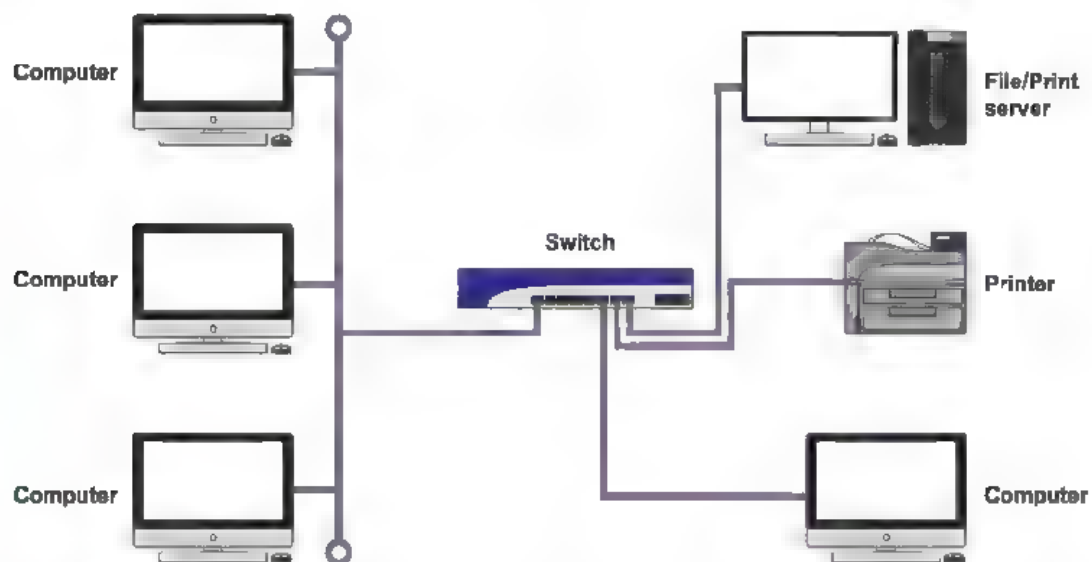 Computer
File/Print
server
Switch
Computer
Printer
Computer
Computer